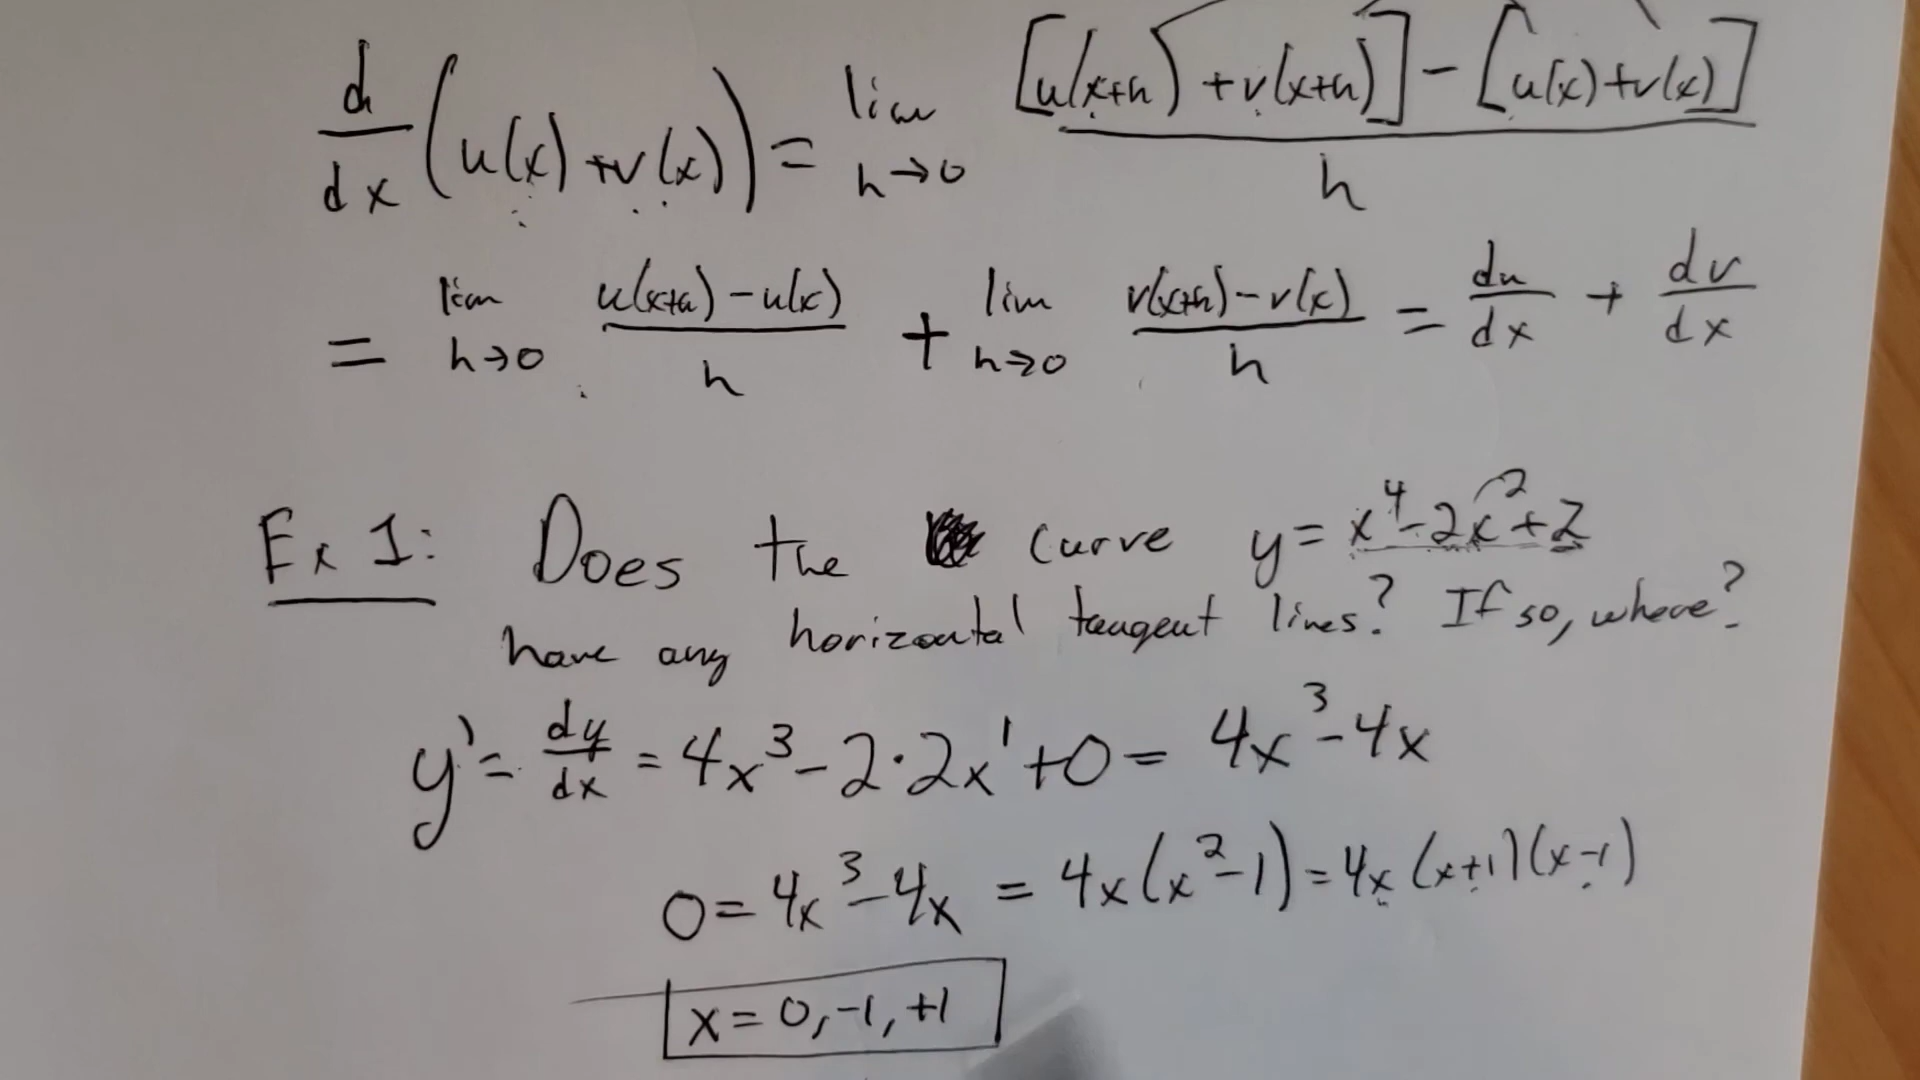 d/dx (u(x) + v(x)) = lim h→0 [u(x+h) + v(x+h)] − [u(x) + v(x)] / h
= lim h→0 u(x+h) − u(x) / h + lim h→0 v(x+h) − v(x) / h = du/dx + dv/dx
Ex 1: Does the curve y = x⁴ − 2x² + 2
have any horizontal tangent lines? If so, where?
y' = dy/dx = 4x³ − 2·2x¹ + 0 = 4x³ − 4x
0 = 4x³ − 4x = 4x(x² − 1) = 4x(x+1)(x−1)
x = 0, −1, +1